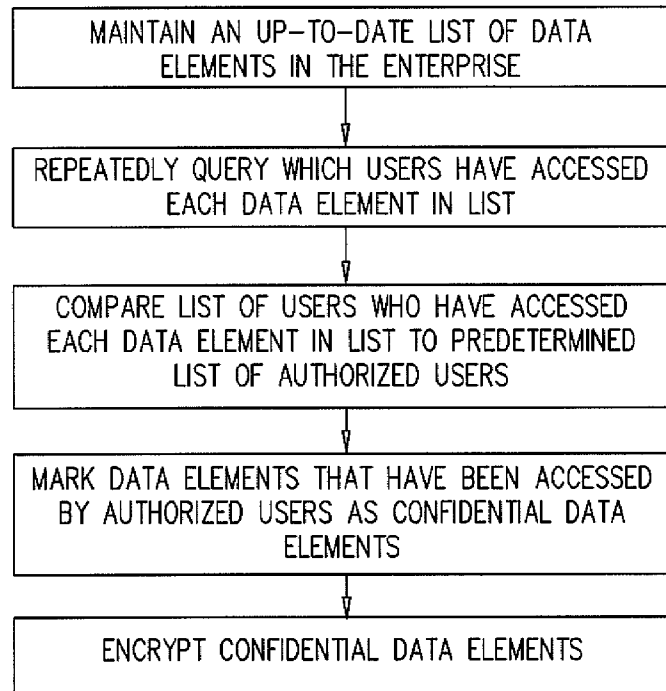 MAINTAIN AN UP-TO-DATE LIST OF DATA
ELEMENTS IN THE ENTERPRISE
REPEATEDLY QUERY WHICH USERS HAVE ACCESSED
EACH DATA ELEMENT IN LIST
COMPARE LIST OF USERS WHO HAVE ACCESSED
EACH DATA ELEMENT IN LIST TO PREDETERMINED
LIST OF AUTHORIZED USERS
MARK DATA ELEMENTS THAT HAVE BEEN ACCESSED
BY AUTHORIZED USERS AS CONFIDENTIAL DATA
ELEMENTS
ENCRYPT CONFIDENTIAL DATA ELEMENTS